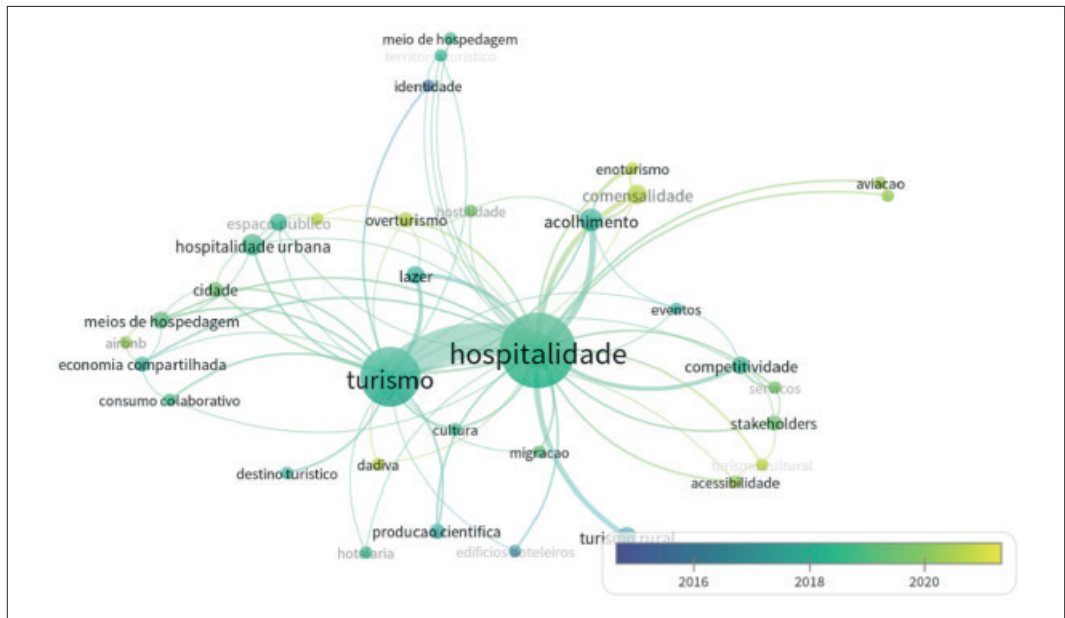 meio de hospedagem
territorio turistico
identidade
enoturismo
aviacao
comensalidade
hostilidade
espaco publico
overturismo
acolhimento
hospitalidade urbana
lazer
cidade
eventos
meios de hospedagem
airbnb
hospitalidade
economia compartilhada
competitividade
turismo
servicos
consumo colaborativo
stakeholders
cultura
migracao
dadiva
turismo cultural
destino turistico
acessibilidade
producao cientifica
turismo rural
hotelaria
edificios hoteleiros
2016
2018
2020